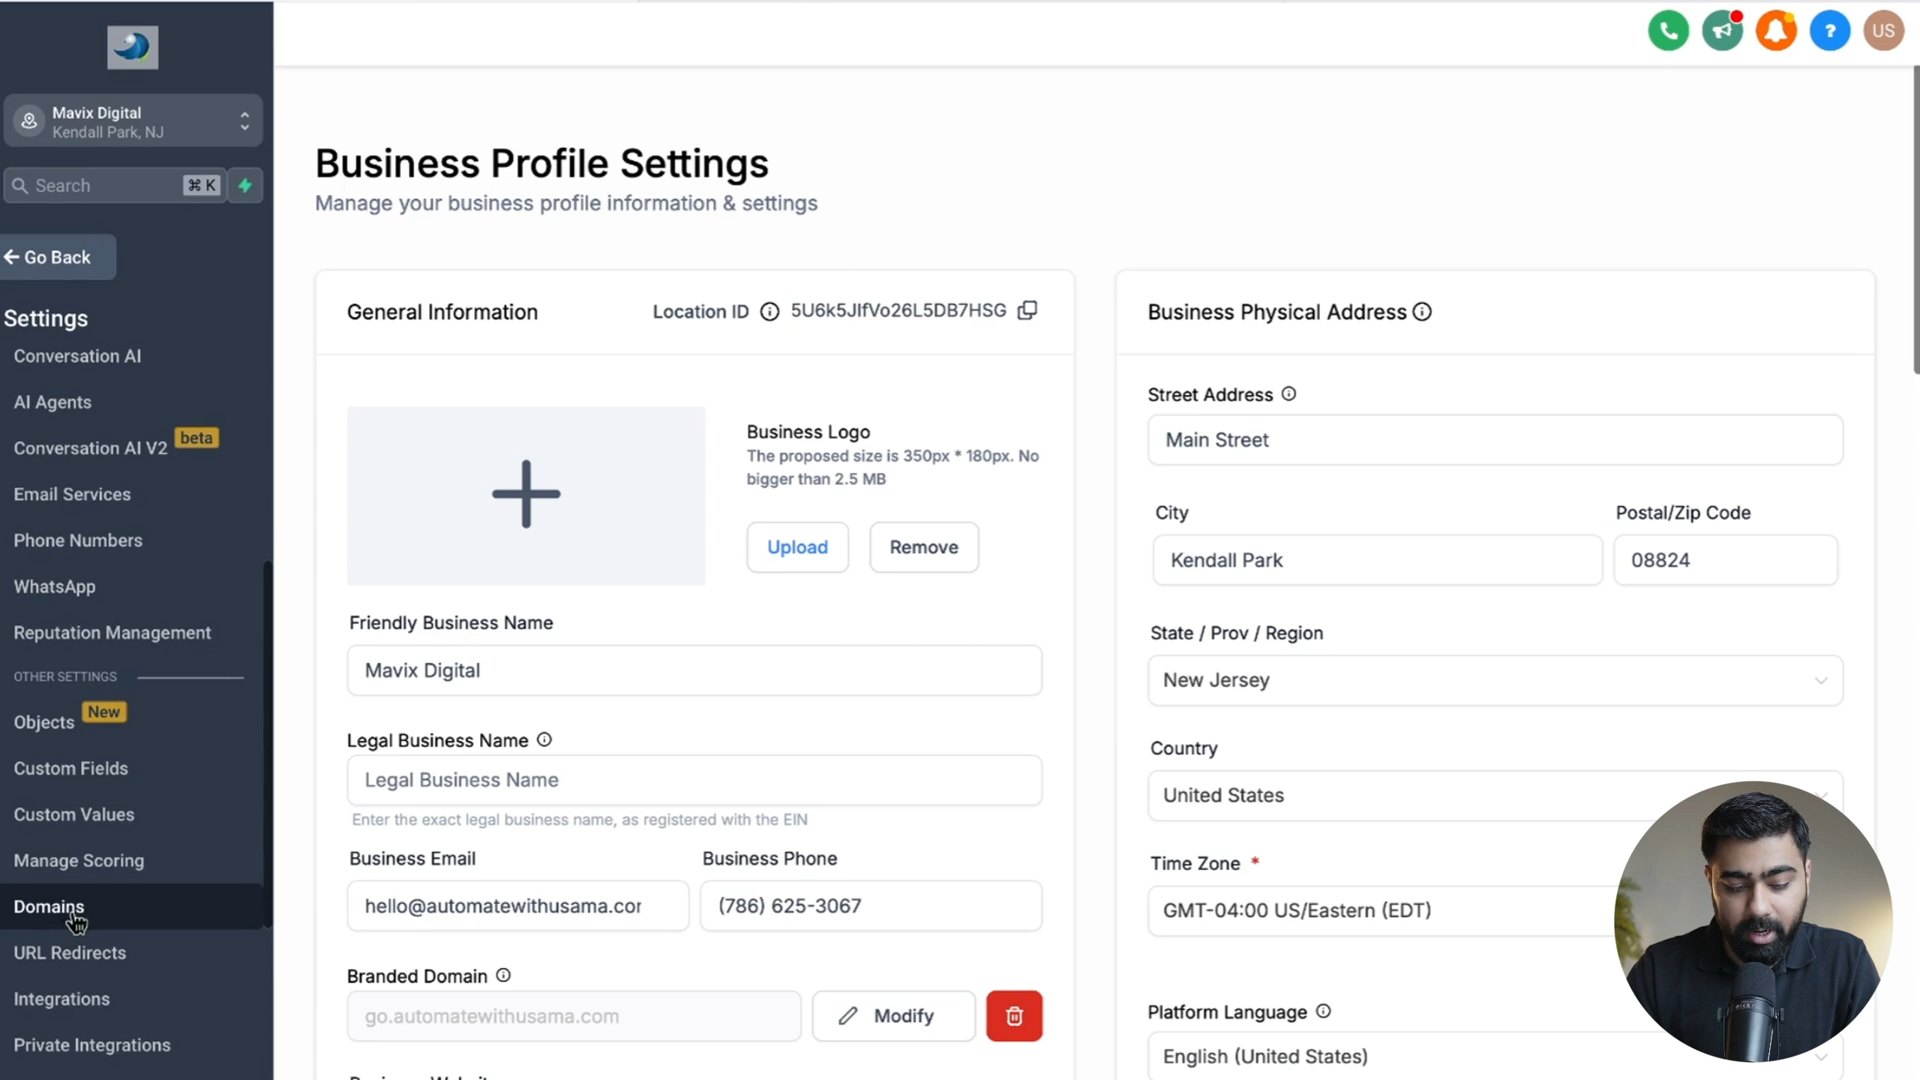 US
Mavix Digital
Kendall Park, NJ
Search
⌘ K
Go Back
Settings
Conversation AI
AI Agents
Conversation AI V2 beta
Email Services
Phone Numbers
WhatsApp
Reputation Management
OTHER SETTINGS
Objects New
Custom Fields
Custom Values
Manage Scoring
Domains
URL Redirects
Integrations
Private Integrations
Business Profile Settings
Manage your business profile information & settings
General Information
Location ID 5U6k5JIfVo26L5DB7HSG
Business Logo
The proposed size is 350px * 180px. No
bigger than 2.5 MB
Upload
Remove
Friendly Business Name
Mavix Digital
Legal Business Name
Legal Business Name
Enter the exact legal business name, as registered with the EIN
Business Email
Business Phone
hello@automatewithusama.cor
(786) 625-3067
Branded Domain
go.automatewithusama.com
Modify
Business Physical Address
Street Address
Main Street
City
Postal/Zip Code
Kendall Park
08824
State / Prov / Region
New Jersey
Country
United States
Time Zone *
GMT-04:00 US/Eastern (EDT)
Platform Language
English (United States)